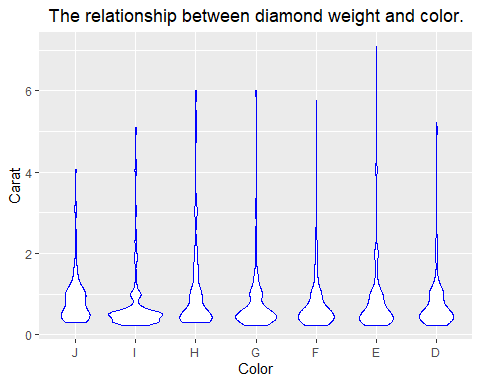 The relationship between diamond weight and color.
6
4
2
0
Carat
J I H G F E D
Color